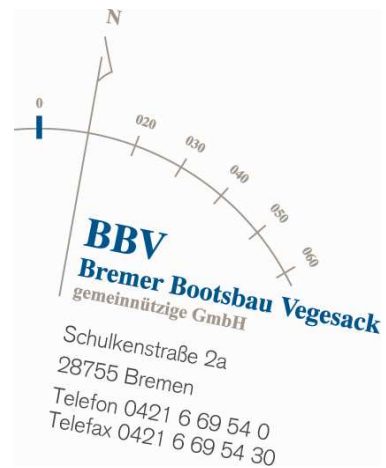 N
0
020
030
040
050
060
BBV
Bremer Bootsbau Vegesack
gemeinnützige GmbH
Schulkenstraße 2a
28755 Bremen
Telefon 0421 6 69 54 0
Telefax 0421 6 69 54 30